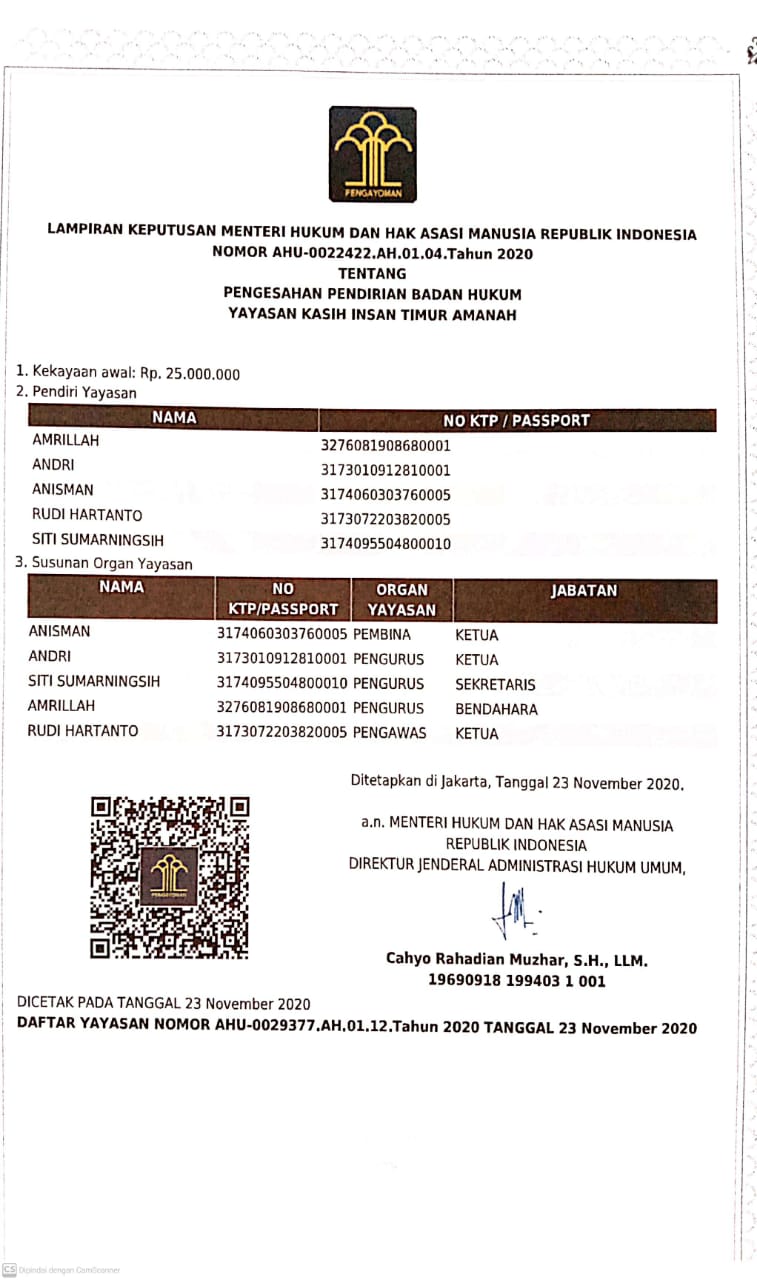 PENGAYOMAN
LAMPIRAN KEPUTUSAN MENTERI HUKUM DAN HAK ASASI MANUSIA REPUBLIK INDONESIA
NOMOR AHU-0022422.AH.01.04.Tahun 2020
TENTANG
PENGESAHAN PENDIRIAN BADAN HUKUM
YAYASAN KASIH INSAN TIMUR AMANAH
1. Kekayaan awal: Rp. 25.000.000
2. Pendiri Yayasan
NAMA NO KTP / PASSPORT
AMRILLAH 3276081908680001
ANDRI 3173010912810001
ANISMAN 3174060303760005
RUDI HARTANTO 3173072203820005
SITI SUMARNINGSIH 3174095504800010
3. Susunan Organ Yayasan
NAMA NO KTP/PASSPORT ORGAN YAYASAN JABATAN
ANISMAN 3174060303760005 PEMBINA KETUA
ANDRI 3173010912810001 PENGURUS KETUA
SITI SUMARNINGSIH 3174095504800010 PENGURUS SEKRETARIS
AMRILLAH 3276081908680001 PENGURUS BENDAHARA
RUDI HARTANTO 3173072203820005 PENGAWAS KETUA
Ditetapkan di Jakarta, Tanggal 23 November 2020.
a.n. MENTERI HUKUM DAN HAK ASASI MANUSIA
REPUBLIK INDONESIA
DIREKTUR JENDERAL ADMINISTRASI HUKUM UMUM,
PENGAYOMAN
Cahyo Rahadian Muzhar, S.H., LLM.
19690918 199403 1 001
DICETAK PADA TANGGAL 23 November 2020
DAFTAR YAYASAN NOMOR AHU-0029377.AH.01.12.Tahun 2020 TANGGAL 23 November 2020
CS Dipindai dengan CamScanner